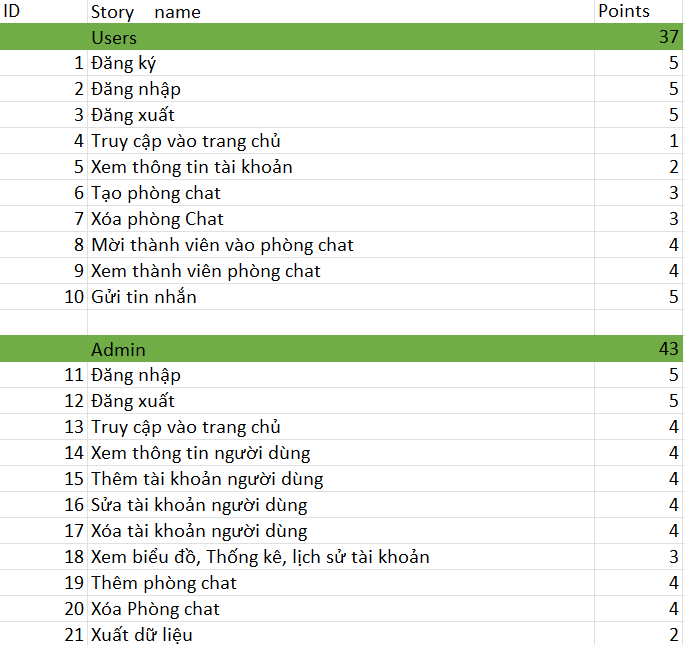 ID Story name Points
Users 37
1 Đăng ký 5
2 Đăng nhập 5
3 Đăng xuất 5
4 Truy cập vào trang chủ 1
5 Xem thông tin tài khoản 2
6 Tạo phòng chat 3
7 Xóa phòng Chat 3
8 Mời thành viên vào phòng chat 4
9 Xem thành viên phòng chat 4
10 Gửi tin nhắn 5
Admin 43
11 Đăng nhập 5
12 Đăng xuất 5
13 Truy cập vào trang chủ 4
14 Xem thông tin người dùng 4
15 Thêm tài khoản người dùng 4
16 Sửa tài khoản người dùng 4
17 Xóa tài khoản người dùng 4
18 Xem biểu đồ, Thống kê, lịch sử tài khoản 3
19 Thêm phòng chat 4
20 Xóa Phòng chat 4
21 Xuất dữ liệu 2